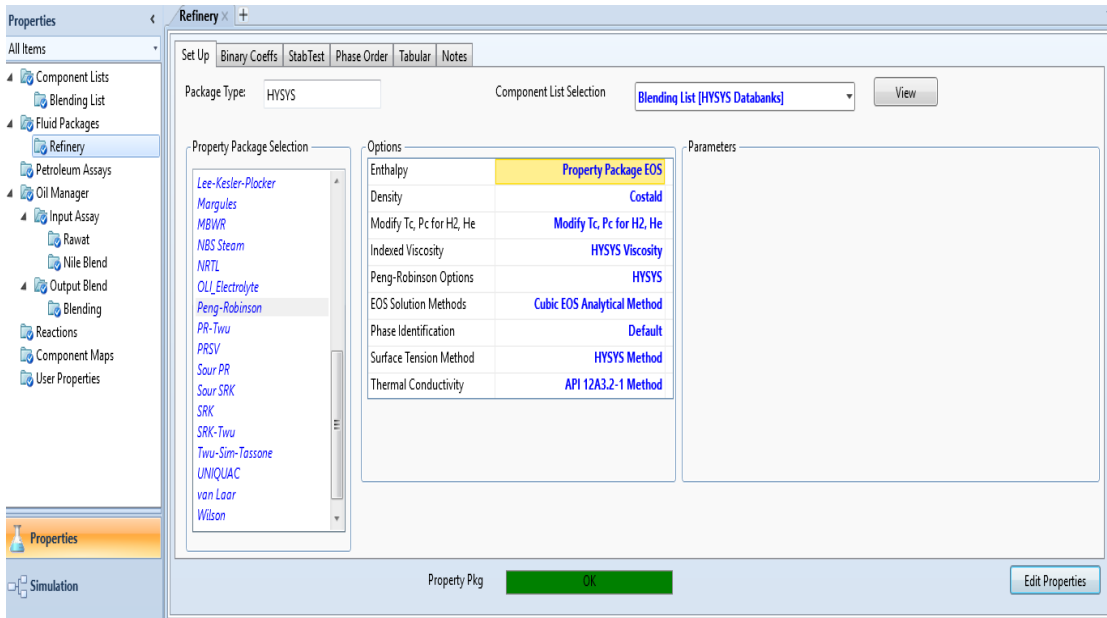 Properties <
All Items
Component Lists
Blending List
Fluid Packages
Refinery
Petroleum Assays
Oil Manager
Input Assay
Rawat
Nile Blend
Output Blend
Blending
Reactions
Component Maps
User Properties
Properties
Simulation
Refinery × +
Set Up Binary Coeffs StabTest Phase Order Tabular Notes
Package Type: HYSYS Component List Selection Blending List [HYSYS Databanks] View
Property Package Selection
Lee-Kesler-Plocker
Margules
MBWR
NBS Steam
NRTL
OLI_Electrolyte
Peng-Robinson
PR-Twu
PRSV
Sour PR
Sour SRK
SRK
SRK-Twu
Twu-Sim-Tassone
UNIQUAC
van Laar
Wilson
Options
Enthalpy Property Package EOS
Density Costald
Modify Tc, Pc for H2, He Modify Tc, Pc for H2, He
Indexed Viscosity HYSYS Viscosity
Peng-Robinson Options HYSYS
EOS Solution Methods Cubic EOS Analytical Method
Phase Identification Default
Surface Tension Method HYSYS Method
Thermal Conductivity API 12A3.2-1 Method
Parameters
Property Pkg OK Edit Properties